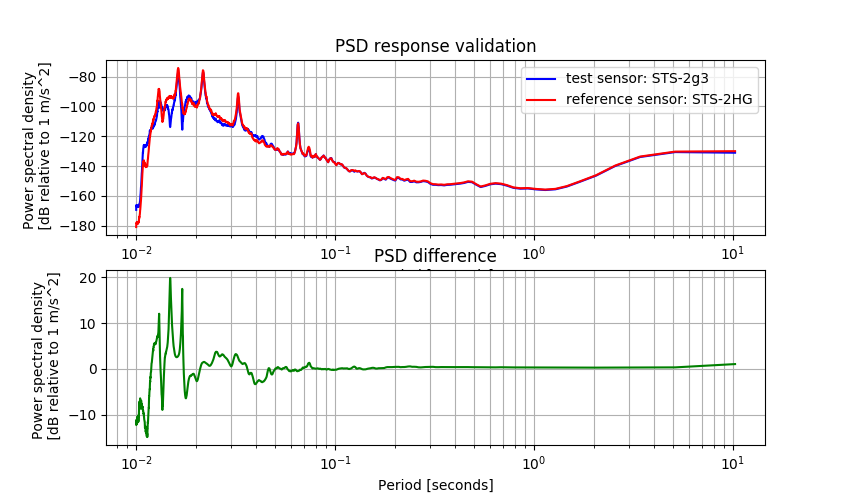 PSD response validation
Power spectral density
[dB relative to 1 m/s^2]
−80
−100
−120
−140
−160
−180
test sensor: STS-2g3
reference sensor: STS-2HG
10⁻²
10⁻¹
10⁰
10¹
PSD difference
Power spectral density
[dB relative to 1 m/s^2]
20
10
0
−10
10⁻²
10⁻¹
10⁰
10¹
Period [seconds]